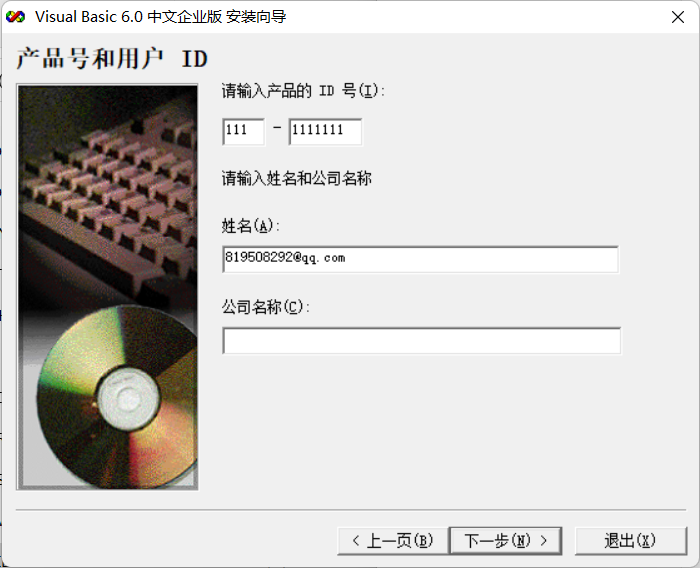 Visual Basic 6.0 中文企业版 安装向导
产品号和用户 ID
请输入产品的 ID 号(I):
111 - 1111111
请输入姓名和公司名称
姓名(A):
819508292@qq.com
公司名称(C):
< 上一页(B) 下一步(N) > 退出(X)